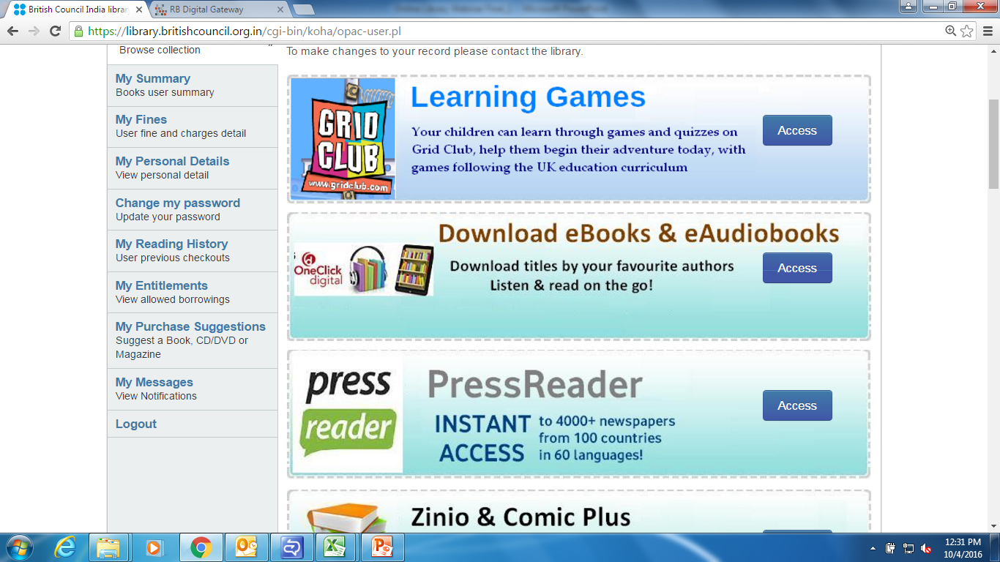 British Council India librar
RB Digital Gateway
https://library.britishcouncil.org.in/cgi-bin/koha/opac-user.pl
Browse collection
My Summary
Books user summary
My Fines
User fine and charges detail
My Personal Details
View personal detail
Change my password
Update your password
My Reading History
User previous checkouts
My Entitlements
View allowed borrowings
My Purchase Suggestions
Suggest a Book, CD/DVD or
Magazine
My Messages
View Notifications
Logout
To make changes to your record please contact the library.
GRID
CLUB
www.gridclub.com
Learning Games
Your children can learn through games and quizzes on
Grid Club, help them begin their adventure today, with
games following the UK education curriculum
Access
OneClick
digital
Download eBooks & eAudiobooks
Download titles by your favourite authors
Listen & read on the go!
Access
press
reader
PressReader
INSTANT
ACCESS
to 4000+ newspapers
from 100 countries
in 60 languages!
Access
Zinio & Comic Plus
12:31 PM
10/4/2016